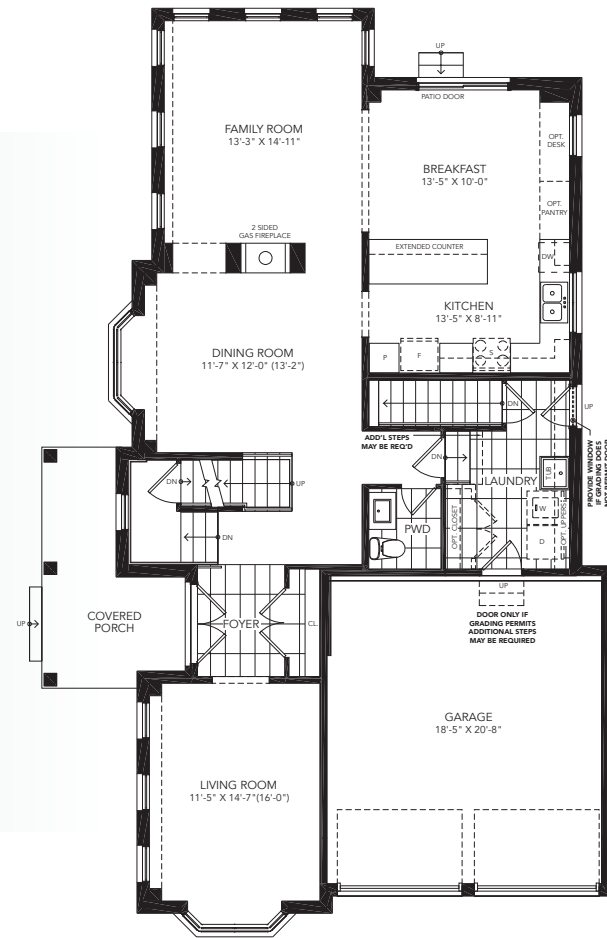 UP
PATIO DOOR
FAMILY ROOM
13'-3" X 14'-11"
OPT.
DESK
BREAKFAST
13'-5" X 10'-0"
OPT.
PANTRY
2 SIDED
GAS FIREPLACE
EXTENDED COUNTER
DW
KITCHEN
13'-5" X 8'-11"
DINING ROOM
11'-7" X 12'-0" (13'-2")
P
F
S
DN
UP
PROVIDE WINDOW
IF GRADING DOES
NOT PERMIT DOOR
ADD'L STEPS
MAY BE REQ'D
DN
LAUNDRY
TUB
DN
UP
W
D
OPT. UPPERS
OPT. CLOSET
PWD
DN
UP
DOOR ONLY IF
GRADING PERMITS
ADDITIONAL STEPS
MAY BE REQUIRED
COVERED
PORCH
UP
FOYER
CL.
GARAGE
18'-5" X 20'-8"
LIVING ROOM
11'-5" X 14'-7"(16'-0")